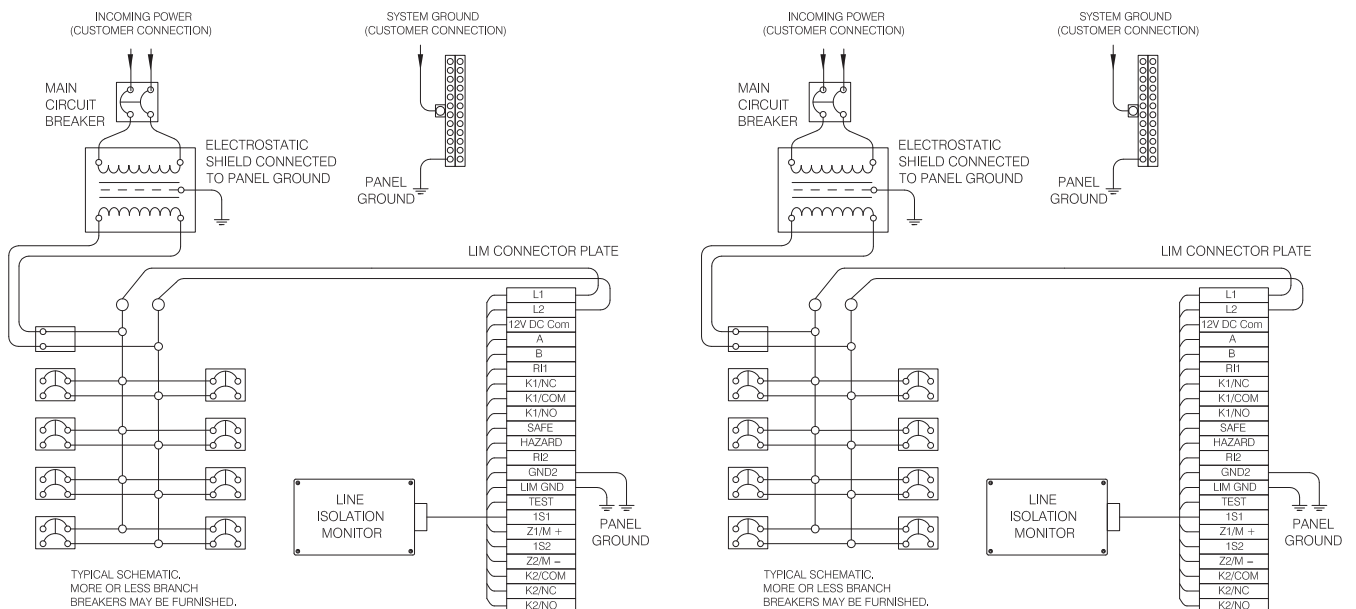 INCOMING POWER
(CUSTOMER CONNECTION)
SYSTEM GROUND
(CUSTOMER CONNECTION)
MAIN
CIRCUIT
BREAKER
ELECTROSTATIC
SHIELD CONNECTED
TO PANEL GROUND
PANEL
GROUND
LIM CONNECTOR PLATE
L1
L2
12V DC Com
A
B
RI1
K1/NC
K1/COM
K1/NO
SAFE
HAZARD
RI2
GND2
LIM GND
TEST
1S1
Z1/M +
1S2
Z2/M –
K2/COM
K2/NC
K2/NO
PANEL
GROUND
LINE
ISOLATION
MONITOR
TYPICAL SCHEMATIC.
MORE OR LESS BRANCH
BREAKERS MAY BE FURNISHED.
INCOMING POWER
(CUSTOMER CONNECTION)
SYSTEM GROUND
(CUSTOMER CONNECTION)
MAIN
CIRCUIT
BREAKER
ELECTROSTATIC
SHIELD CONNECTED
TO PANEL GROUND
PANEL
GROUND
LIM CONNECTOR PLATE
L1
L2
12V DC Com
A
B
RI1
K1/NC
K1/COM
K1/NO
SAFE
HAZARD
RI2
GND2
LIM GND
TEST
1S1
Z1/M +
1S2
Z2/M –
K2/COM
K2/NC
K2/NO
PANEL
GROUND
LINE
ISOLATION
MONITOR
TYPICAL SCHEMATIC.
MORE OR LESS BRANCH
BREAKERS MAY BE FURNISHED.